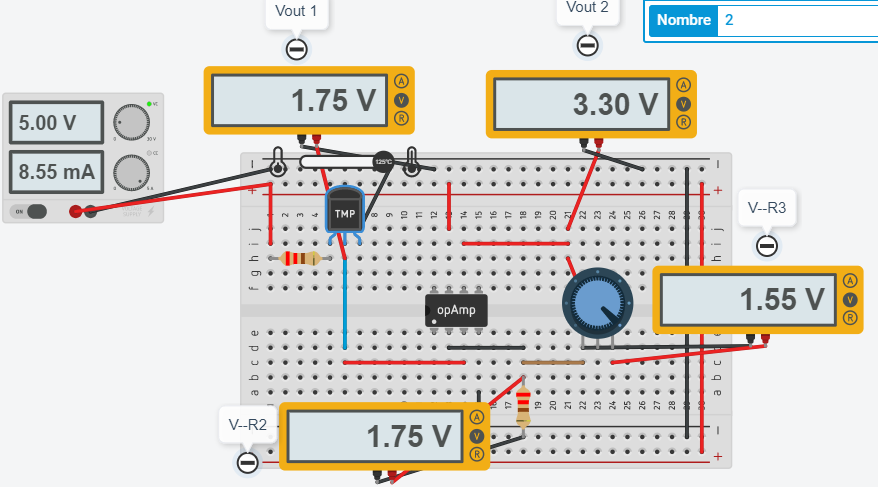 Vout 1
Vout 2
Nombre 2
1.75 V
A
V
R
3.30 V
A
V
R
5.00 V
8.55 mA
ON
125°C
TMP
V--R3
1.55 V
A
V
R
opAmp
V--R2
1.75 V
A
V
R